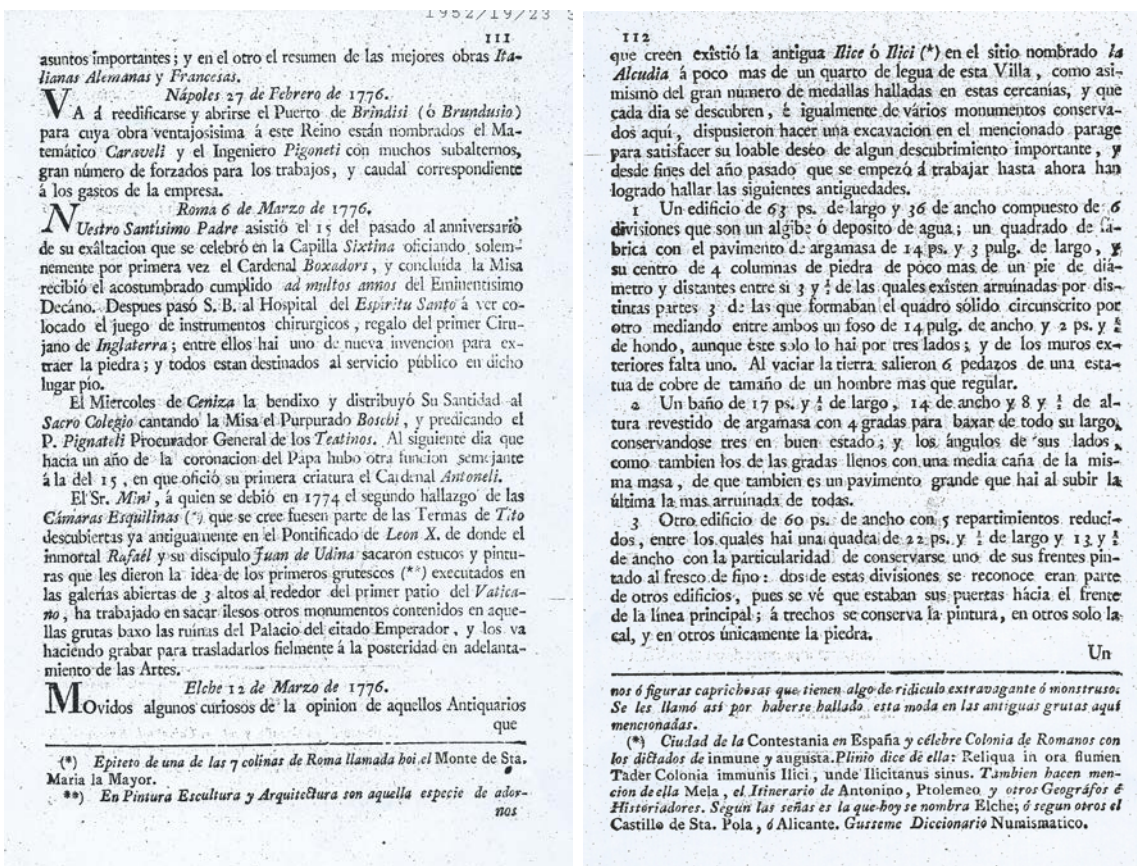 1952/19/23
111
asuntos importantes; y en el otro el resumen de las mejores obras Ita-
lianas Alemanas y Francesas.
Nápoles 27 de Febrero de 1776.
VA á reedificarse y abrirse el Puerto de Brindisi (ó Brundusio)
para cuya obra ventajosisima á este Reino están nombrados el Ma-
temático Caraveli y el Ingeniero Pigoneti con muchos subalternos,
gran número de forzados para los trabajos, y caudal correspondiente
á los gastos de la empresa.
Roma 6 de Marzo de 1776.
NUestro Santisimo Padre asistió el 15 del pasado al anniversario
de su exâltacion que se celebró en la Capilla Sixtina oficiando solem-
nemente por primera vez el Cardenal Boxadors, y concluída la Misa
recibió el acostumbrado cumplido ad multos annos del Eminentisimo
Decáno. Despues pasó S. B. al Hospital del Espiritu Santo á ver co-
locado el juego de instrumentos chirurgicos, regalo del primer Ciru-
jano de Inglaterra; entre ellos hai uno de nueva invencion para ex-
traer la piedra; y todos estan destinados al servicio público en dicho
lugar pío.
El Miercoles de Ceniza la bendixo y distribuyó Su Santidad al
Sacro Colegio cantando la Misa el Purpurado Boschi, y predicando el
P. Pignateli Procurador General de los Teatinos. Al siguiente dia que
hacia un año de la coronacion del Papa hubo otra funcion semejante
á la del 15, en que ofició su primera criatura el Cardenal Antoneli.
El Sr. Mini, á quien se debió en 1774 el segundo hallazgo de las
Cámaras Esquilinas (*) que se cree fuesen parte de las Termas de Tito
descubiertas ya antiguamente en el Pontificado de Leon X. de donde el
inmortal Rafaél y su discípulo Juan de Udina sacaron estucos y pintu-
ras que les dieron la idea de los primeros grutescos (**) executados en
las galerías abiertas de 3 altos al rededor del primer patio del Vatica-
no, ha trabajado en sacar ilesos otros monumentos contenidos en aque-
llas grutas baxo las ruínas del Palacio del citado Emperador, y los va
haciendo grabar para trasladarlos fielmente á la posteridad en adelanta-
miento de las Artes.
Elche 12 de Marzo de 1776.
MOvidos algunos curiosos de la opinion de aquellos Antiquarios
que
(*) Epiteto de una de las 7 colinas de Roma llamada hoi el Monte de Sta.
Maria la Mayor.
**) En Pintura Escultura y Arquitectura son aquella especie de ador-
nos
112
que creen exîstió la antigua Ilice ó Ilici (*) en el sitio nombrado la
Alcudia á poco mas de un quarto de legua de esta Villa, como asi-
mismo del gran número de medallas halladas en estas cercanías, y que
cada dia se descubren, é igualmente de vários monumentos conserva-
dos aquí, dispusieron hacer una excavacion en el mencionado parage
para satisfacer su loable deséo de algun descubrimiento importante, y
desde fines del año pasado que se empezó á trabajar hasta ahora han
logrado hallar las siguientes antiguedades.
1 Un edificio de 63 ps. de largo y 36 de ancho compuesto de 6
divisiones que son un algibe ó deposito de agua; un quadrado de fá-
brica con el pavimento de argamasa de 14 ps. y 3 pulg. de largo, y
su centro de 4 columnas de piedra de poco mas de un pie de diá-
metro y distantes entre si 3 y ½ de las quales existen arruinadas por dis-
tintas partes 3 de las que formaban el quadro sólido circunscrito por
otro mediando entre ambos un foso de 14 pulg. de ancho y 2 ps. y ½
de hondo, aunque éste solo lo hai por tres lados; y de los muros ex-
teriores falta uno. Al vaciar la tierra salieron 6 pedazos de una esta-
tua de cobre de tamaño de un hombre mas que regular.
2 Un baño de 17 ps. y ½ de largo, 14 de ancho y 8 y ½ de al-
tura revestido de argamasa con 4 gradas para baxar de todo su largo,
conservandose tres en buen estado; y los ángulos de sus lados,
como tambien los de las gradas llenos con una media caña de la mis-
ma masa, de que tambien es un pavimento grande que hai al subir la
última la mas arruinada de todas.
3 Otro edificio de 60 ps. de ancho con 5 repartimientos reduci-
dos, entre los quales hai una quadra de 22 ps. y ½ de largo y 13 y ½
de ancho con la particularidad de conservarse uno de sus frentes pin-
tado al fresco de fino: dos de estas divisiones se reconoce eran parte
de otros edificios, pues se vé que estaban sus puertas hácia el frente
de la línea principal; á trechos se conserva la pintura, en otros solo la
cal, y en otros únicamente la piedra.
Un
nos ó figuras caprichosas que tienen algo de ridiculo extravagante ó monstruso.
Se les llamó así por haberse hallado esta moda en las antiguas grutas aquí
mencionadas.
(*) Ciudad de la Contestania en España y célebre Colonia de Romanos con
los dictados de inmune y augusta. Plinio dice de ella: Reliqua in ora flumen
Tader Colonia immunis Ilici, unde Ilicitanus sinus. Tambien hacen men-
cion de ella Mela, el Itinerario de Antonino, Ptolemeo y otros Geográfos é
Historiadores. Segun las señas es la que hoy se nombra Elche; ó segun otros el
Castillo de Sta. Pola, ó Alicante. Gusseme Diccionario Numismatico.